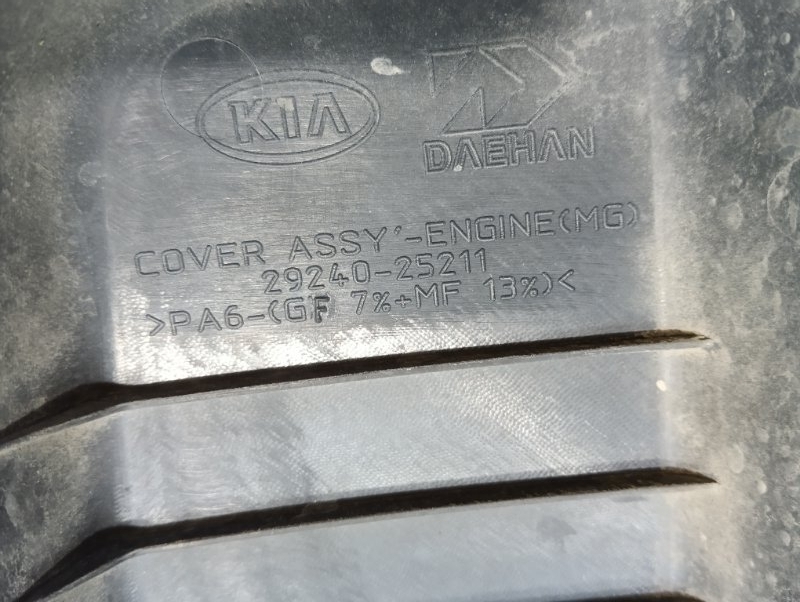 KIA
DAEHAN
COVER ASSY'-ENGINE(MG)
29240-25211
>PA6-(GF 7%+MF 13%)<